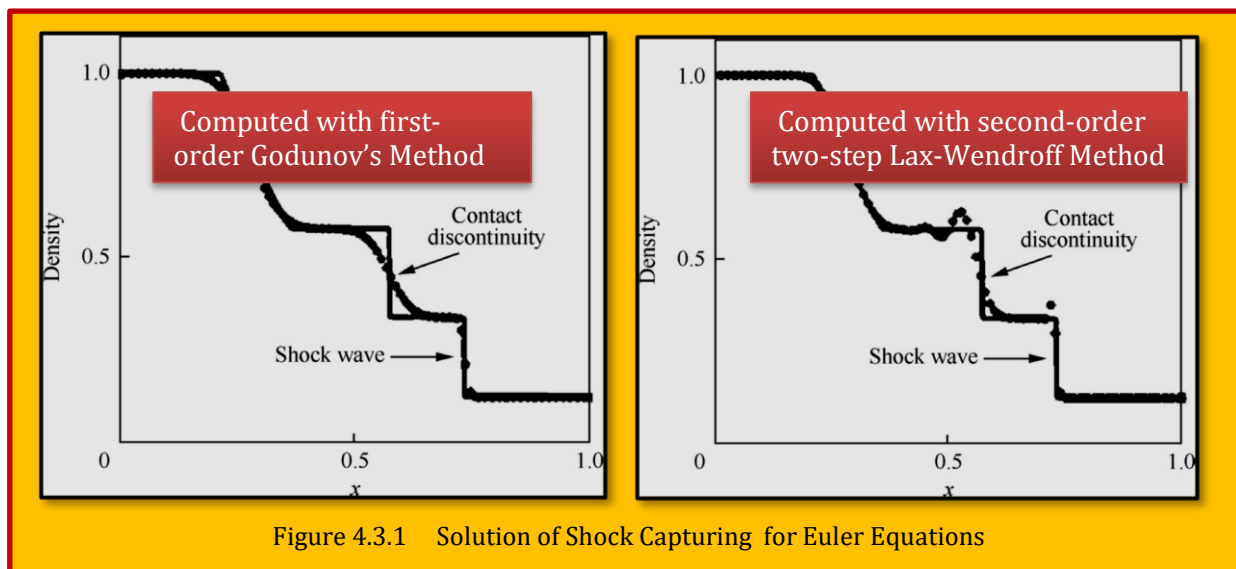 1.0
Computed with first-
order Godunov's Method
Density
Contact
discontinuity
0.5
Shock wave
0
0.5
1.0
x
1.0
Computed with second-order
two-step Lax-Wendroff Method
Density
Contact
discontinuity
0.5
Shock wave
0
0.5
1.0
x
Figure 4.3.1 Solution of Shock Capturing for Euler Equations